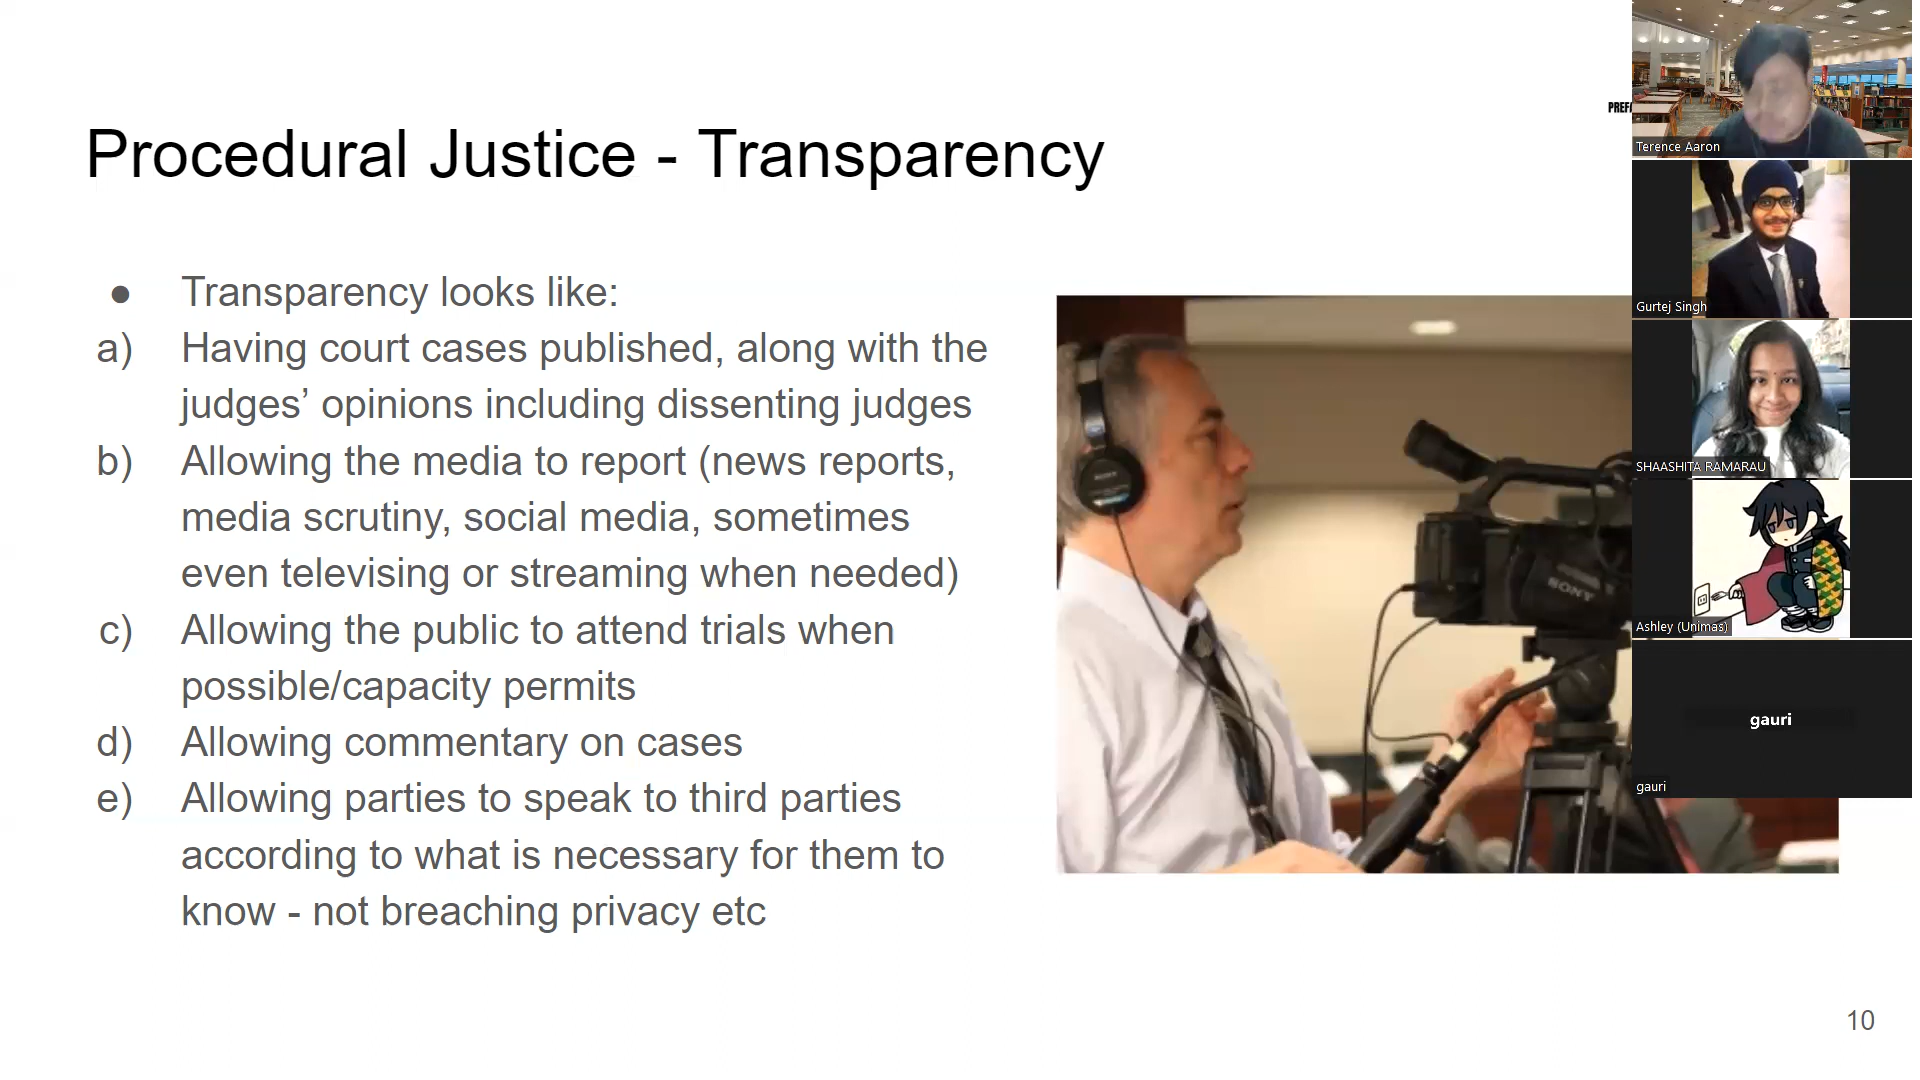 Procedural Justice - Transparency
● Transparency looks like:
a) Having court cases published, along with the
judges’ opinions including dissenting judges
b) Allowing the media to report (news reports,
media scrutiny, social media, sometimes
even televising or streaming when needed)
c) Allowing the public to attend trials when
possible/capacity permits
d) Allowing commentary on cases
e) Allowing parties to speak to third parties
according to what is necessary for them to
know - not breaching privacy etc
SONY
10
Terence Aaron
Gurtej Singh
SHAASHITA RAMARAU
Ashley (Unimas)
gauri
gauri